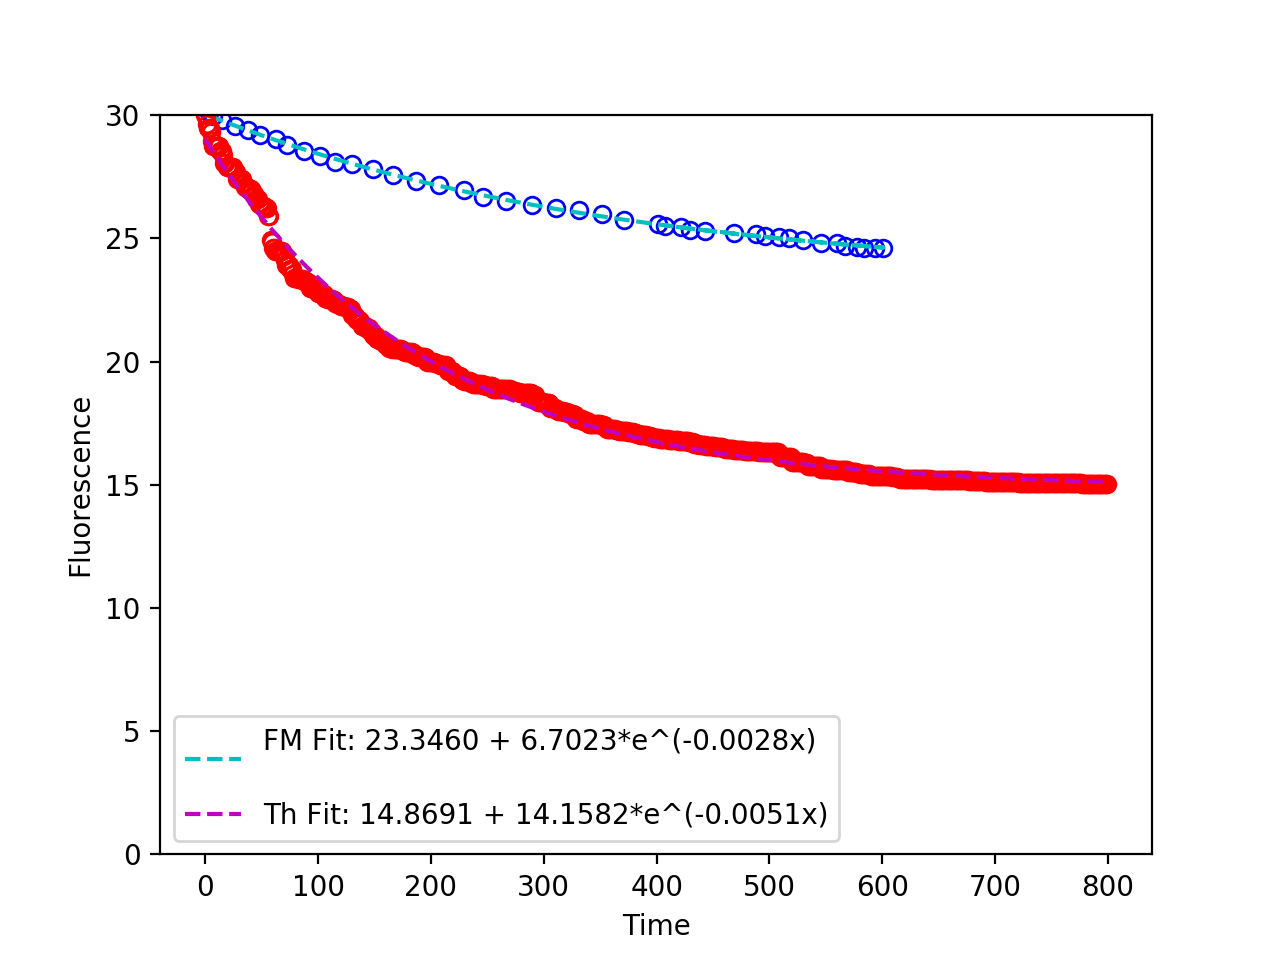 30
25
20
15
10
5
0
Fluorescence
FM Fit: 23.3460 + 6.7023*e^(-0.0028x)
Th Fit: 14.8691 + 14.1582*e^(-0.0051x)
0 100 200 300 400 500 600 700 800
Time